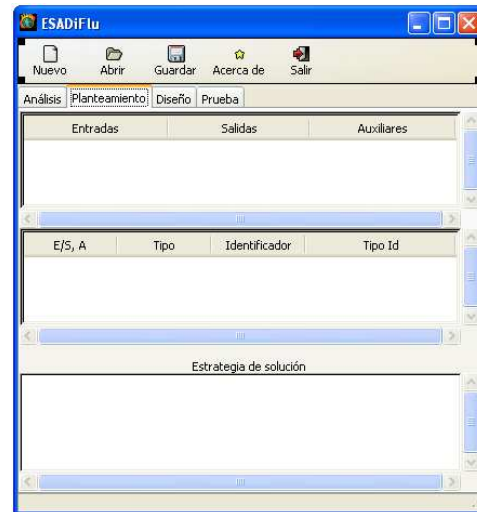 ESADiFlu
Nuevo Abrir Guardar Acerca de Salir
Análisis Planteamiento Diseño Prueba
Entradas Salidas Auxiliares
E/S, A Tipo Identificador Tipo Id
Estrategia de solución